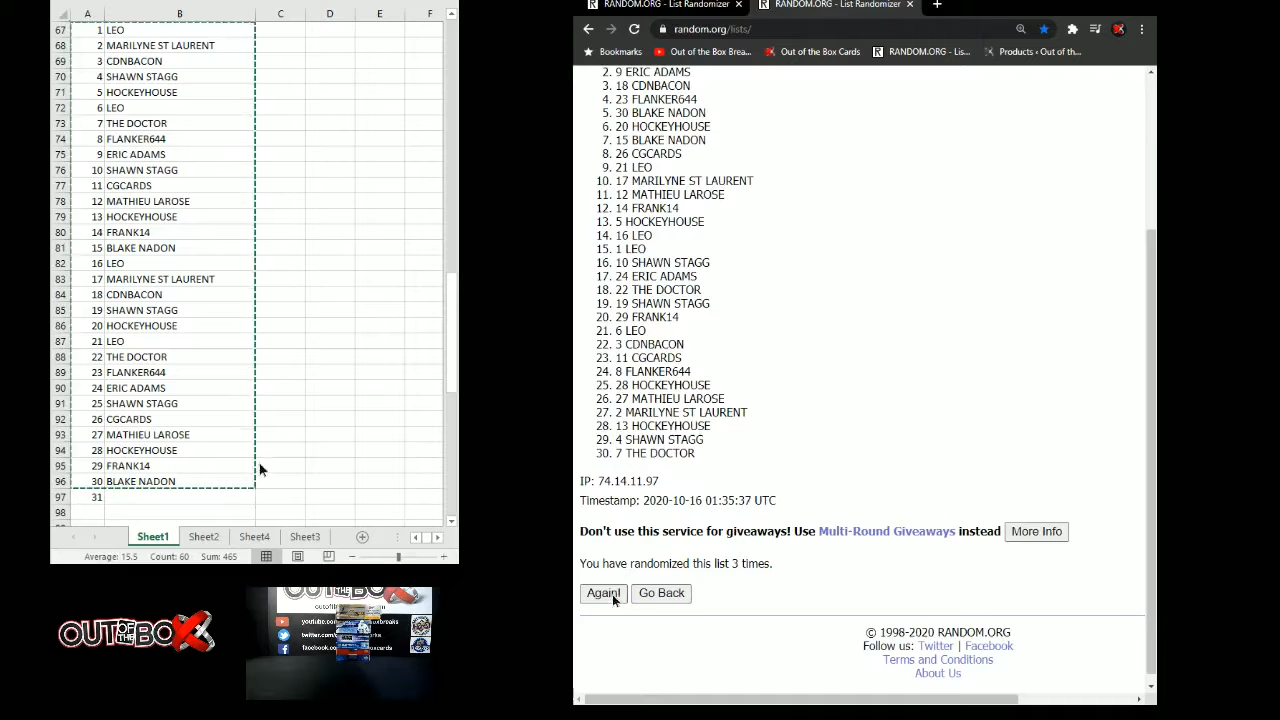 A B C D E F
67 1 LEO
68 2 MARILYNE ST LAURENT
69 3 CDNBACON
70 4 SHAWN STAGG
71 5 HOCKEYHOUSE
72 6 LEO
73 7 THE DOCTOR
74 8 FLANKER644
75 9 ERIC ADAMS
76 10 SHAWN STAGG
77 11 CGCARDS
78 12 MATHIEU LAROSE
79 13 HOCKEYHOUSE
80 14 FRANK14
81 15 BLAKE NADON
82 16 LEO
83 17 MARILYNE ST LAURENT
84 18 CDNBACON
85 19 SHAWN STAGG
86 20 HOCKEYHOUSE
87 21 LEO
88 22 THE DOCTOR
89 23 FLANKER644
90 24 ERIC ADAMS
91 25 SHAWN STAGG
92 26 CGCARDS
93 27 MATHIEU LAROSE
94 28 HOCKEYHOUSE
95 29 FRANK14
96 30 BLAKE NADON
97 31
98
Sheet1 Sheet2 Sheet4 Sheet3
Average: 15.5 Count: 60 Sum: 465
OUT OF THE BOX
RANDOM.ORG - List Randomizer
RANDOM.ORG - List Randomizer
random.org/lists/
Bookmarks Out of the Box Brea... Out of the Box Cards RANDOM.ORG - Lis... Products ‹ Out of th...
2. 9 ERIC ADAMS
3. 18 CDNBACON
4. 23 FLANKER644
5. 30 BLAKE NADON
6. 20 HOCKEYHOUSE
7. 15 BLAKE NADON
8. 26 CGCARDS
9. 21 LEO
10. 17 MARILYNE ST LAURENT
11. 12 MATHIEU LAROSE
12. 14 FRANK14
13. 5 HOCKEYHOUSE
14. 16 LEO
15. 1 LEO
16. 10 SHAWN STAGG
17. 24 ERIC ADAMS
18. 22 THE DOCTOR
19. 19 SHAWN STAGG
20. 29 FRANK14
21. 6 LEO
22. 3 CDNBACON
23. 11 CGCARDS
24. 8 FLANKER644
25. 28 HOCKEYHOUSE
26. 27 MATHIEU LAROSE
27. 2 MARILYNE ST LAURENT
28. 13 HOCKEYHOUSE
29. 4 SHAWN STAGG
30. 7 THE DOCTOR
IP: 74.14.11.97
Timestamp: 2020-10-16 01:35:37 UTC
Don't use this service for giveaways! Use Multi-Round Giveaways instead More Info
You have randomized this list 3 times.
Again! Go Back
© 1998-2020 RANDOM.ORG
Follow us: Twitter | Facebook
Terms and Conditions
About Us